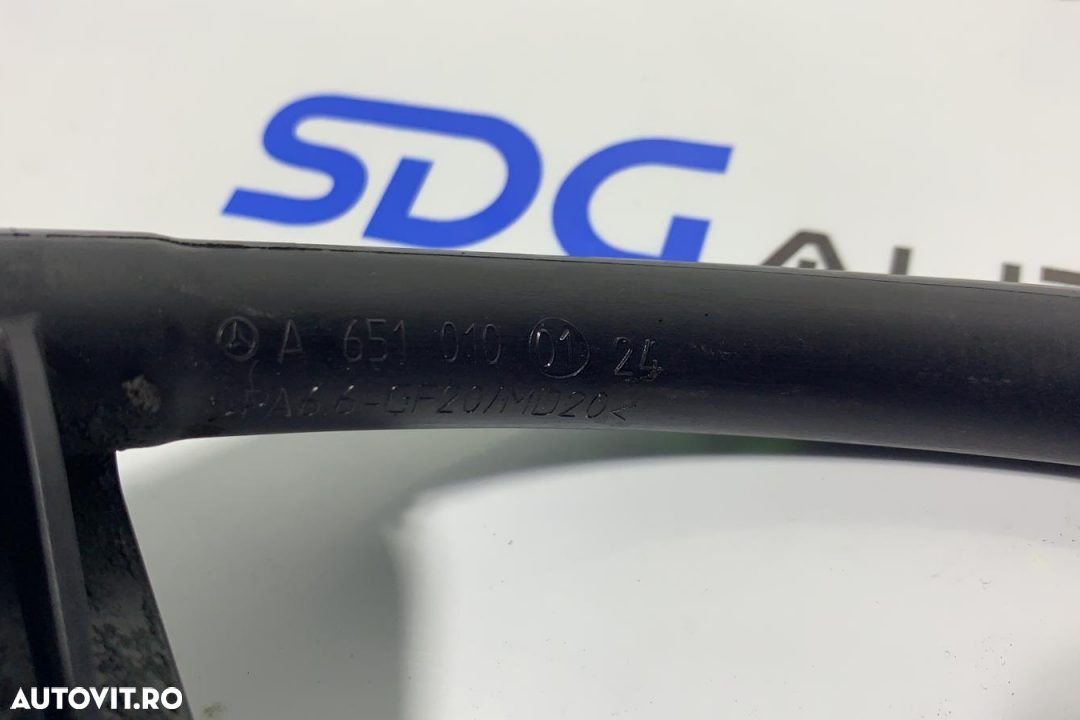 SDG
A 651 010 01 24
>PA6.6-GF20/MD20<
AUTOVIT.RO